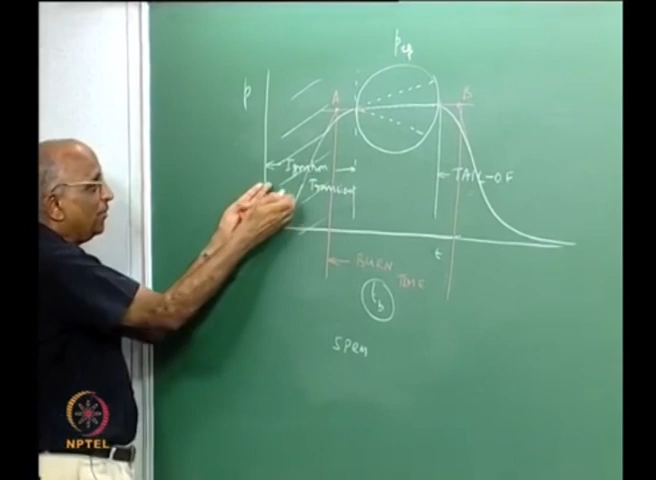 p_eq
p
A
B
Ignition
Transient
TAIL-OF
t
BURN
TIME
t_b
SPRM
NPTEL